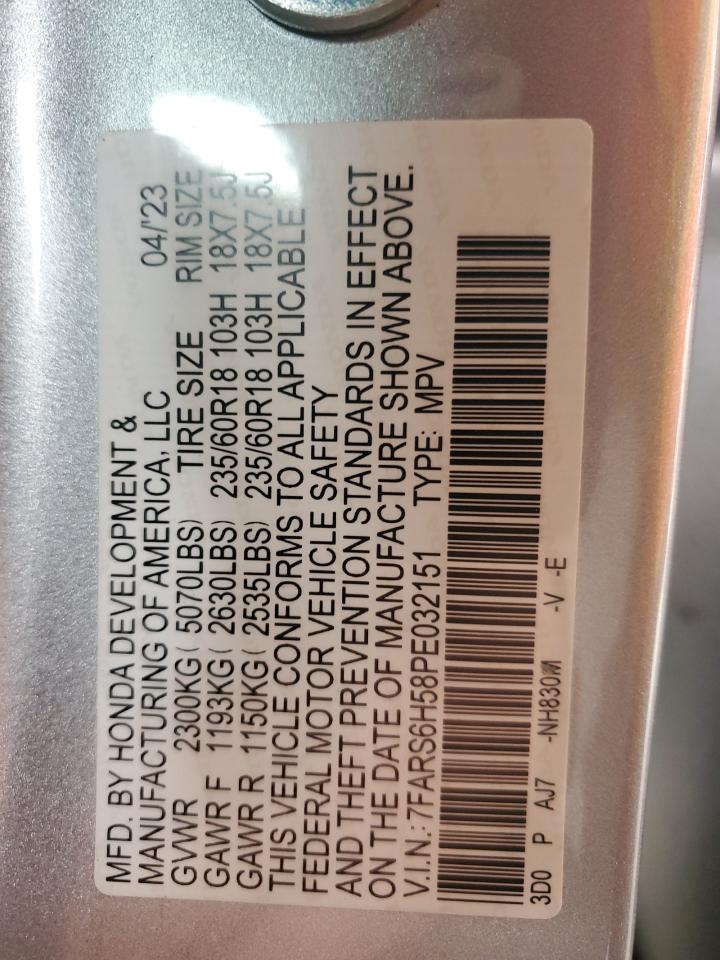 MFD. BY HONDA DEVELOPMENT &
MANUFACTURING OF AMERICA, LLC 04/'23
GVWR 2300KG( 5070LBS) TIRE SIZE RIM SIZE
GAWR F 1193KG( 2630LBS) 235/60R18 103H 18X7.5J
GAWR R 1150KG( 2535LBS) 235/60R18 103H 18X7.5J
THIS VEHICLE CONFORMS TO ALL APPLICABLE
FEDERAL MOTOR VEHICLE SAFETY
AND THEFT PREVENTION STANDARDS IN EFFECT
ON THE DATE OF MANUFACTURE SHOWN ABOVE.
V.I.N.:7FARS6H58PE032151 TYPE: MPV
3D0 P AJ7 -NH830M -V -E